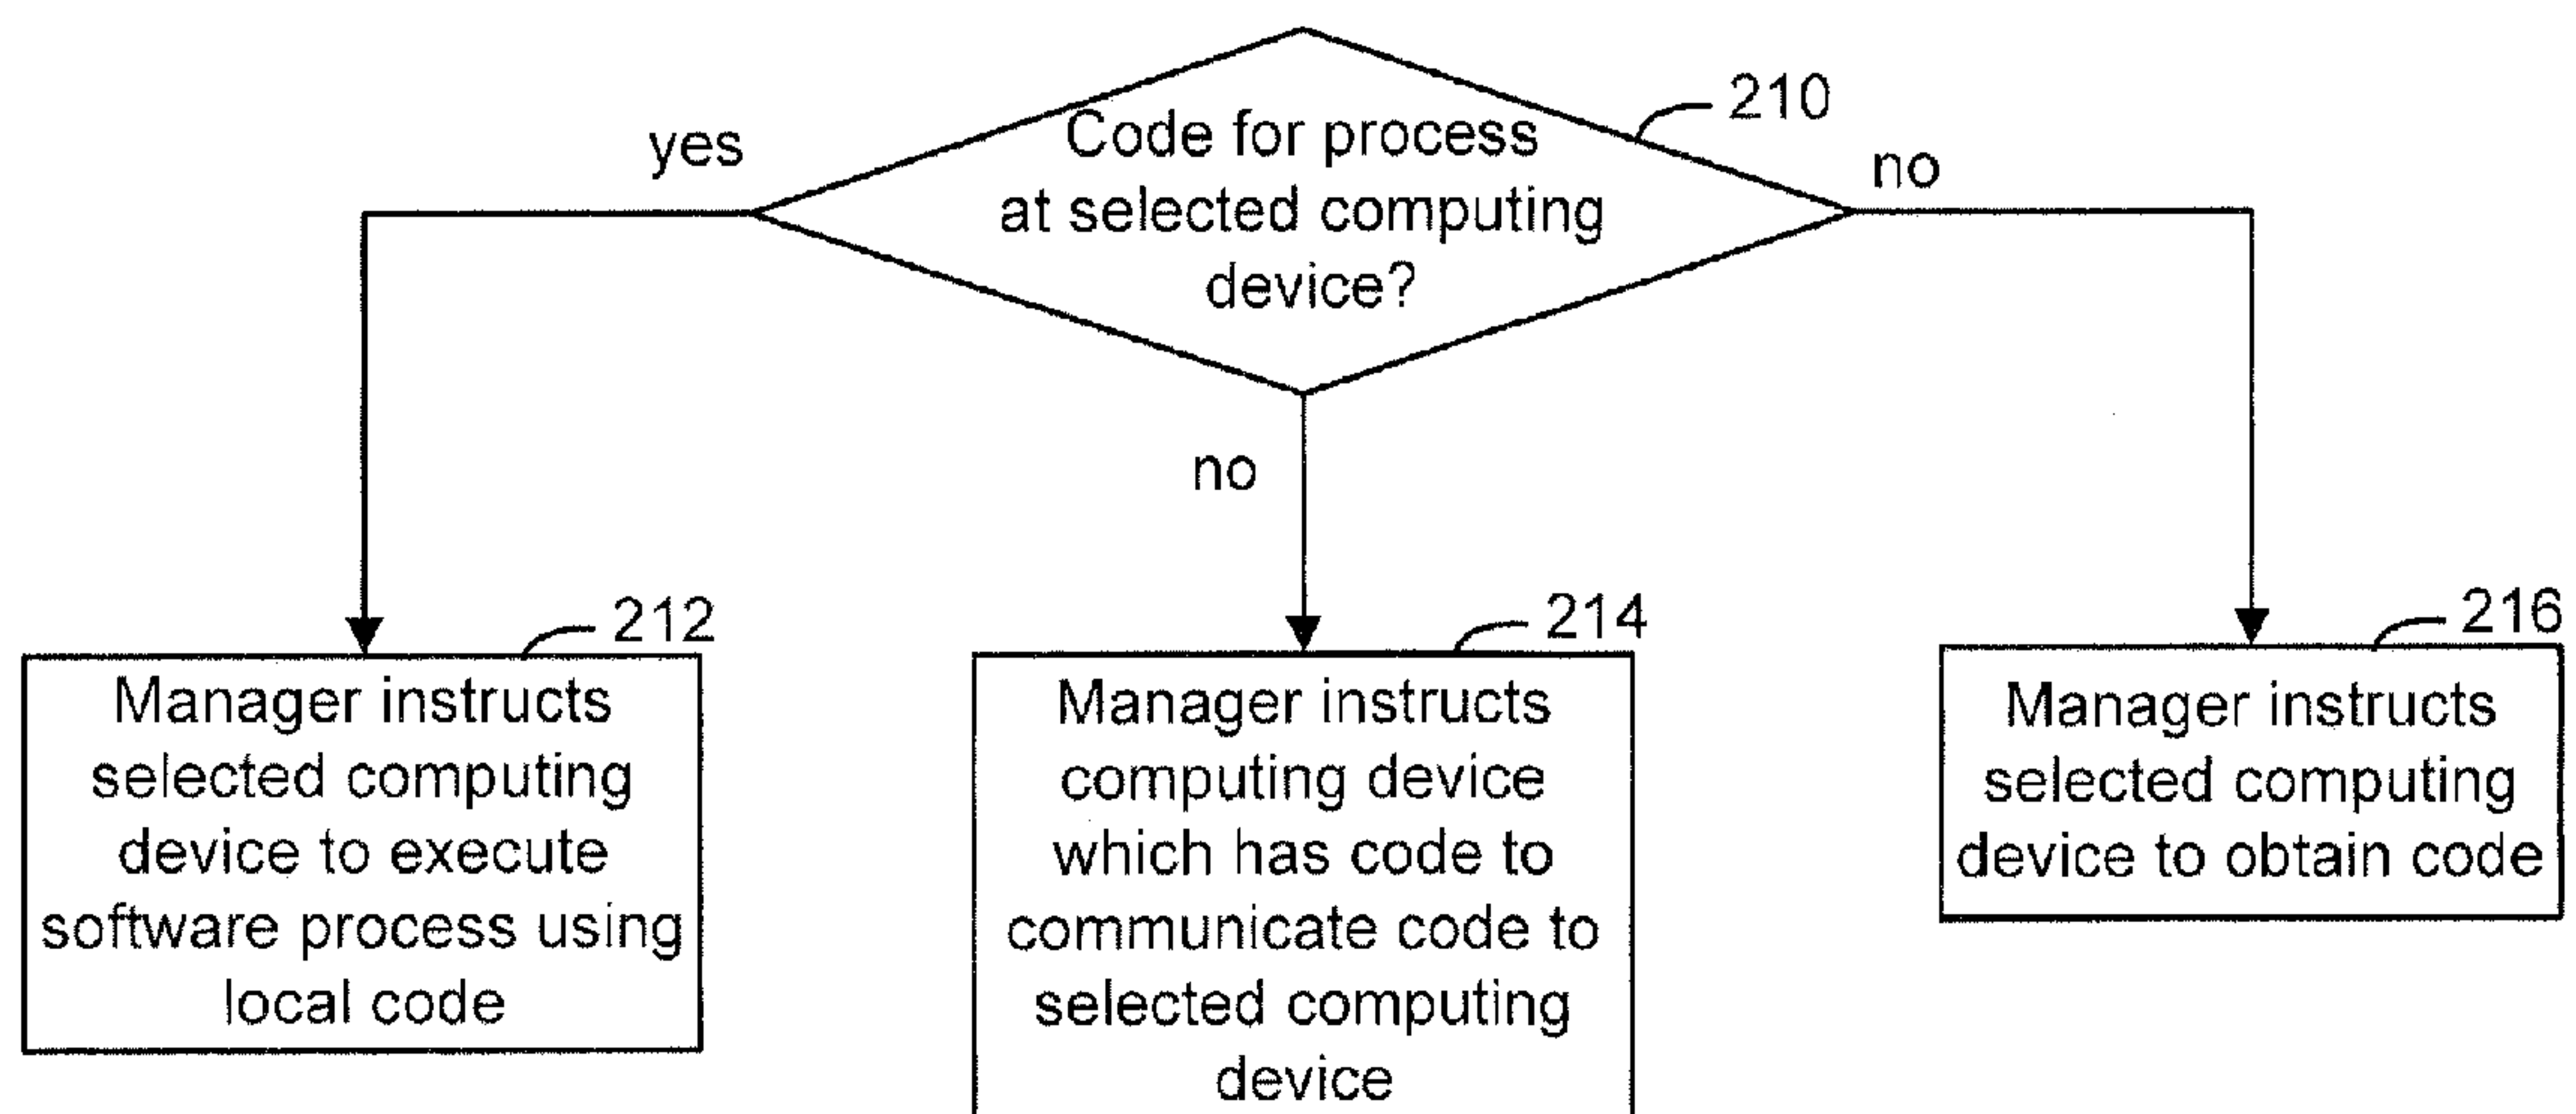 Code for process
at selected computing
device?
210
yes
no
no
212
Manager instructs
selected computing
device to execute
software process using
local code
214
Manager instructs
computing device
which has code to
communicate code to
selected computing
device
216
Manager instructs
selected computing
device to obtain code